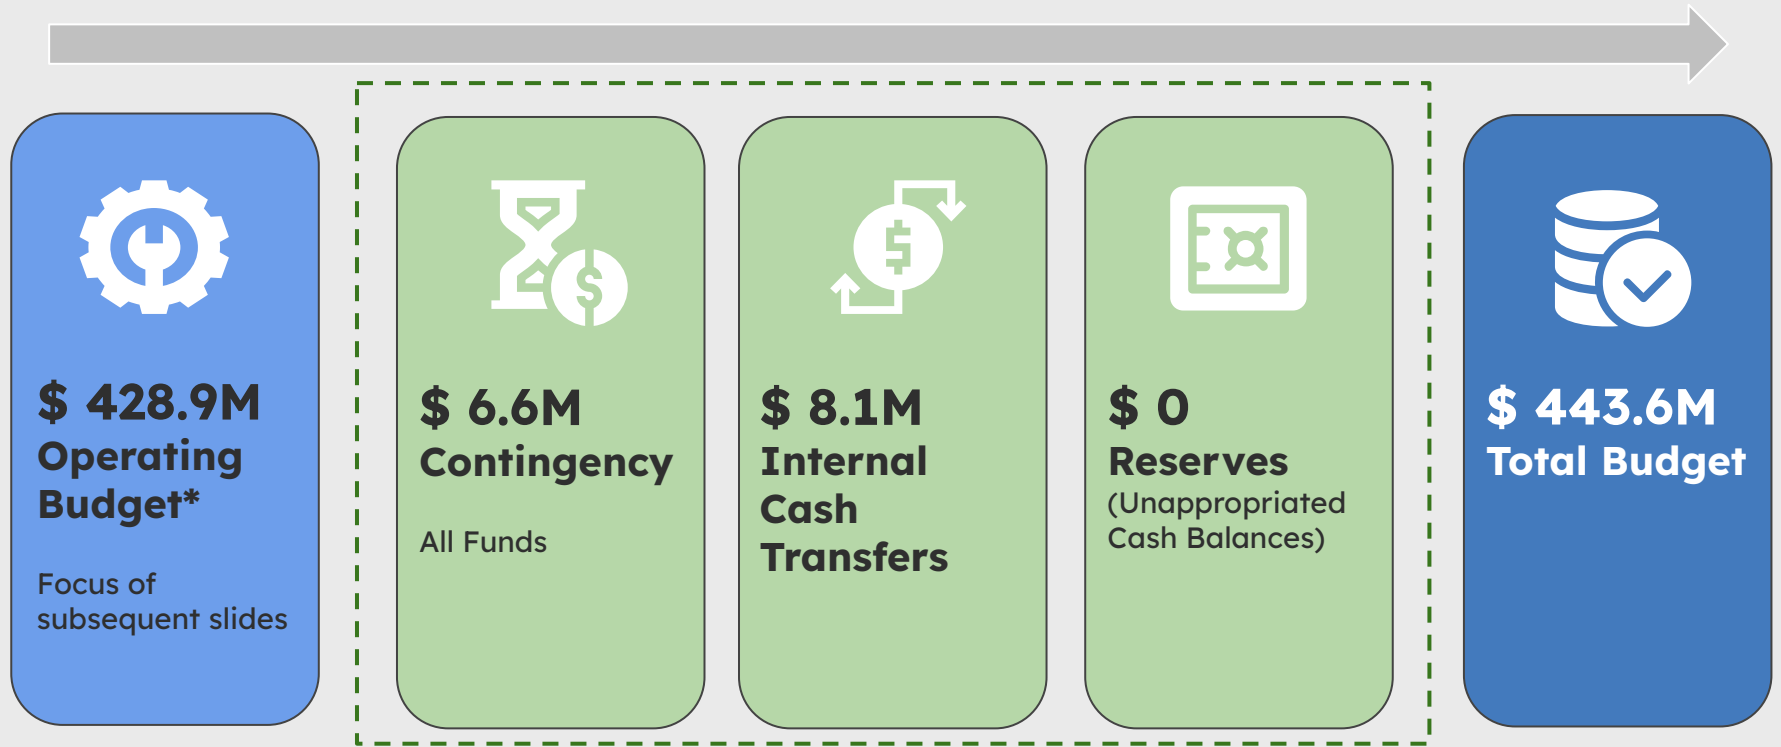 $ 428.9M
Operating
Budget*
Focus of
subsequent slides
$ 6.6M
Contingency
All Funds
$ 8.1M
Internal
Cash
Transfers
$ 0
Reserves
(Unappropriated
Cash Balances)
$ 443.6M
Total Budget